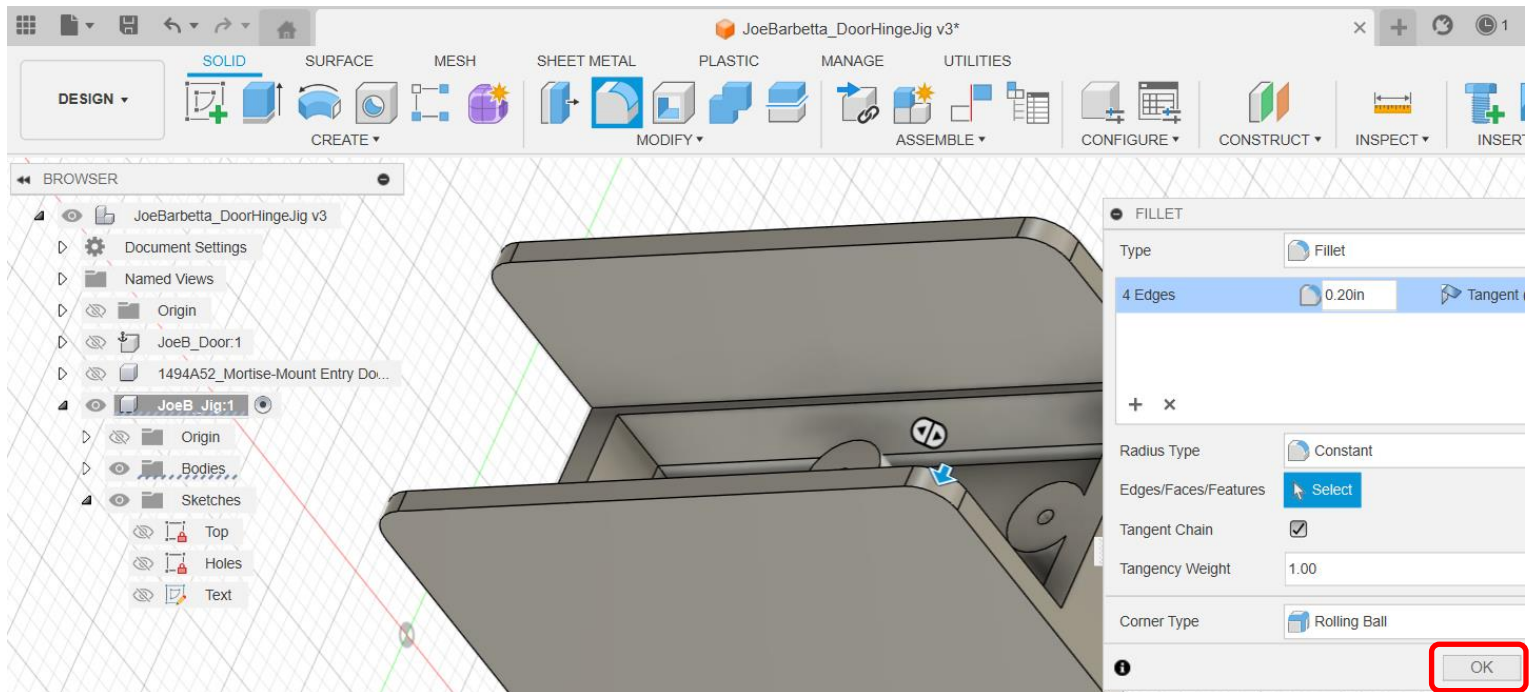 JoeBarbetta_DoorHingeJig v3*
1
SOLID SURFACE MESH SHEET METAL PLASTIC MANAGE UTILITIES
DESIGN
CREATE MODIFY ASSEMBLE CONFIGURE CONSTRUCT INSPECT INSERT
BROWSER
JoeBarbetta_DoorHingeJig v3
Document Settings
Named Views
Origin
JoeB_Door:1
1494A52_Mortise-Mount Entry Do...
JoeB_Jig:1
Origin
Bodies
Sketches
Top
Holes
Text
FILLET
Type Fillet
4 Edges 0.20in Tangent (
Radius Type Constant
Edges/Faces/Features Select
Tangent Chain
Tangency Weight 1.00
Corner Type Rolling Ball
OK